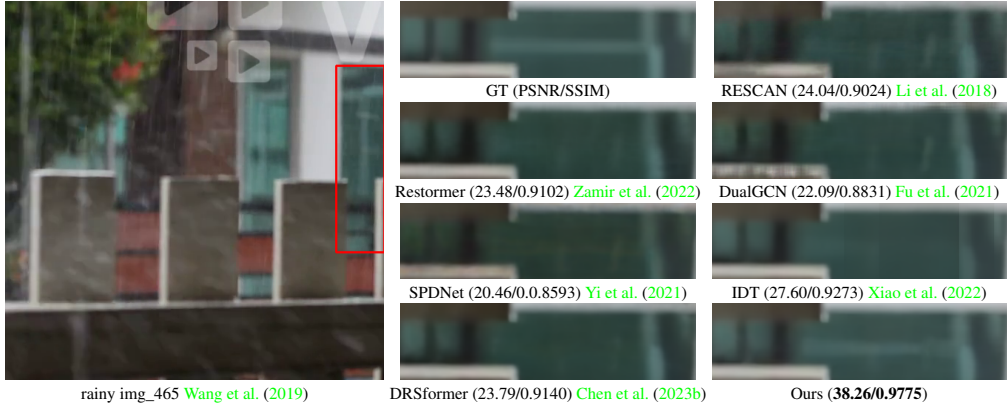 V
GT (PSNR/SSIM)
RESCAN (24.04/0.9024) Li et al. (2018)
Restormer (23.48/0.9102) Zamir et al. (2022)
DualGCN (22.09/0.8831) Fu et al. (2021)
SPDNet (20.46/0.0.8593) Yi et al. (2021)
IDT (27.60/0.9273) Xiao et al. (2022)
rainy img_465 Wang et al. (2019)
DRSformer (23.79/0.9140) Chen et al. (2023b)
Ours (38.26/0.9775)